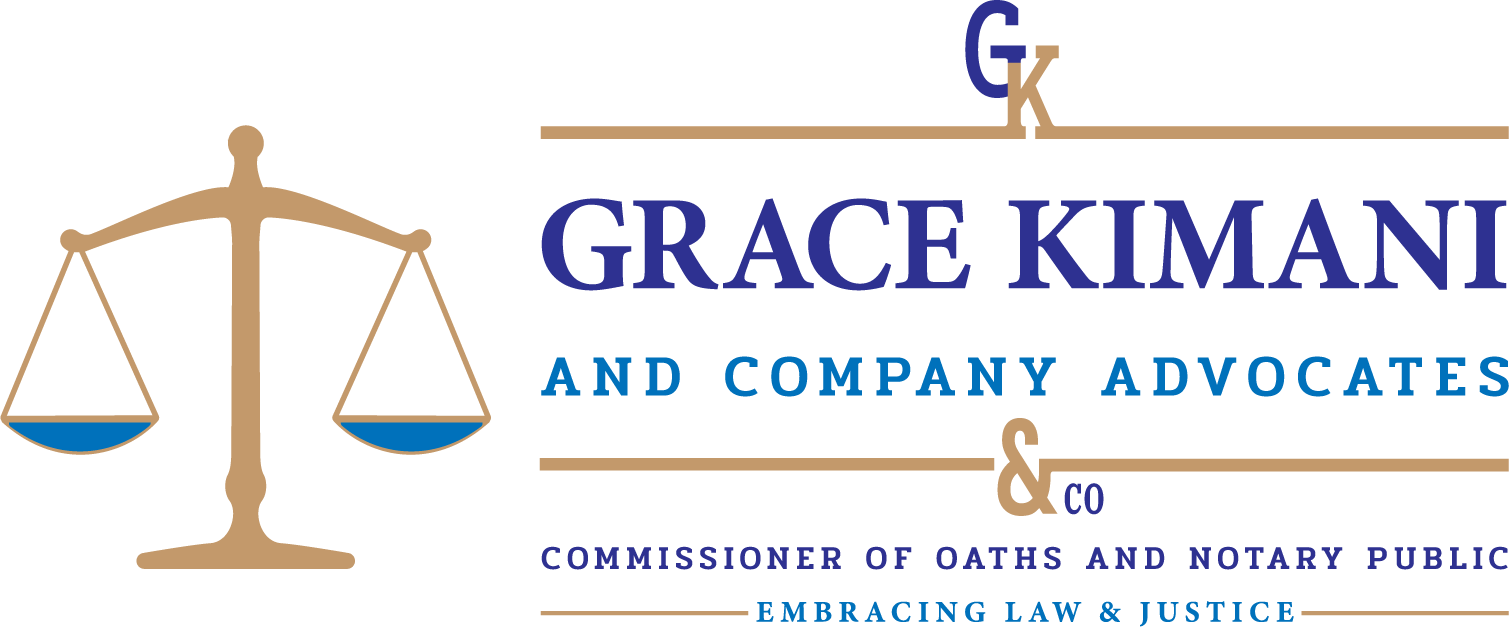 GK
GRACE KIMANI
AND COMPANY ADVOCATES
& CO
COMMISSIONER OF OATHS AND NOTARY PUBLIC
EMBRACING LAW & JUSTICE